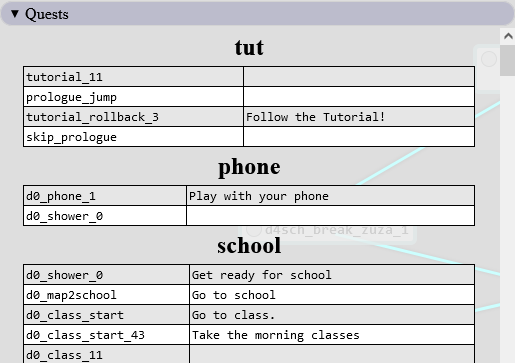 ▼ Quests
tut
tutorial_11
prologue_jump
tutorial_rollback_3 Follow the Tutorial!
skip_prologue
phone
d0_phone_1 Play with your phone
d0_shower_0
d4sch_break_zuza_1
school
d0_shower_0 Get ready for school
d0_map2school Go to school
d0_class_start Go to class.
d0_class_start_43 Take the morning classes
d0_class_11